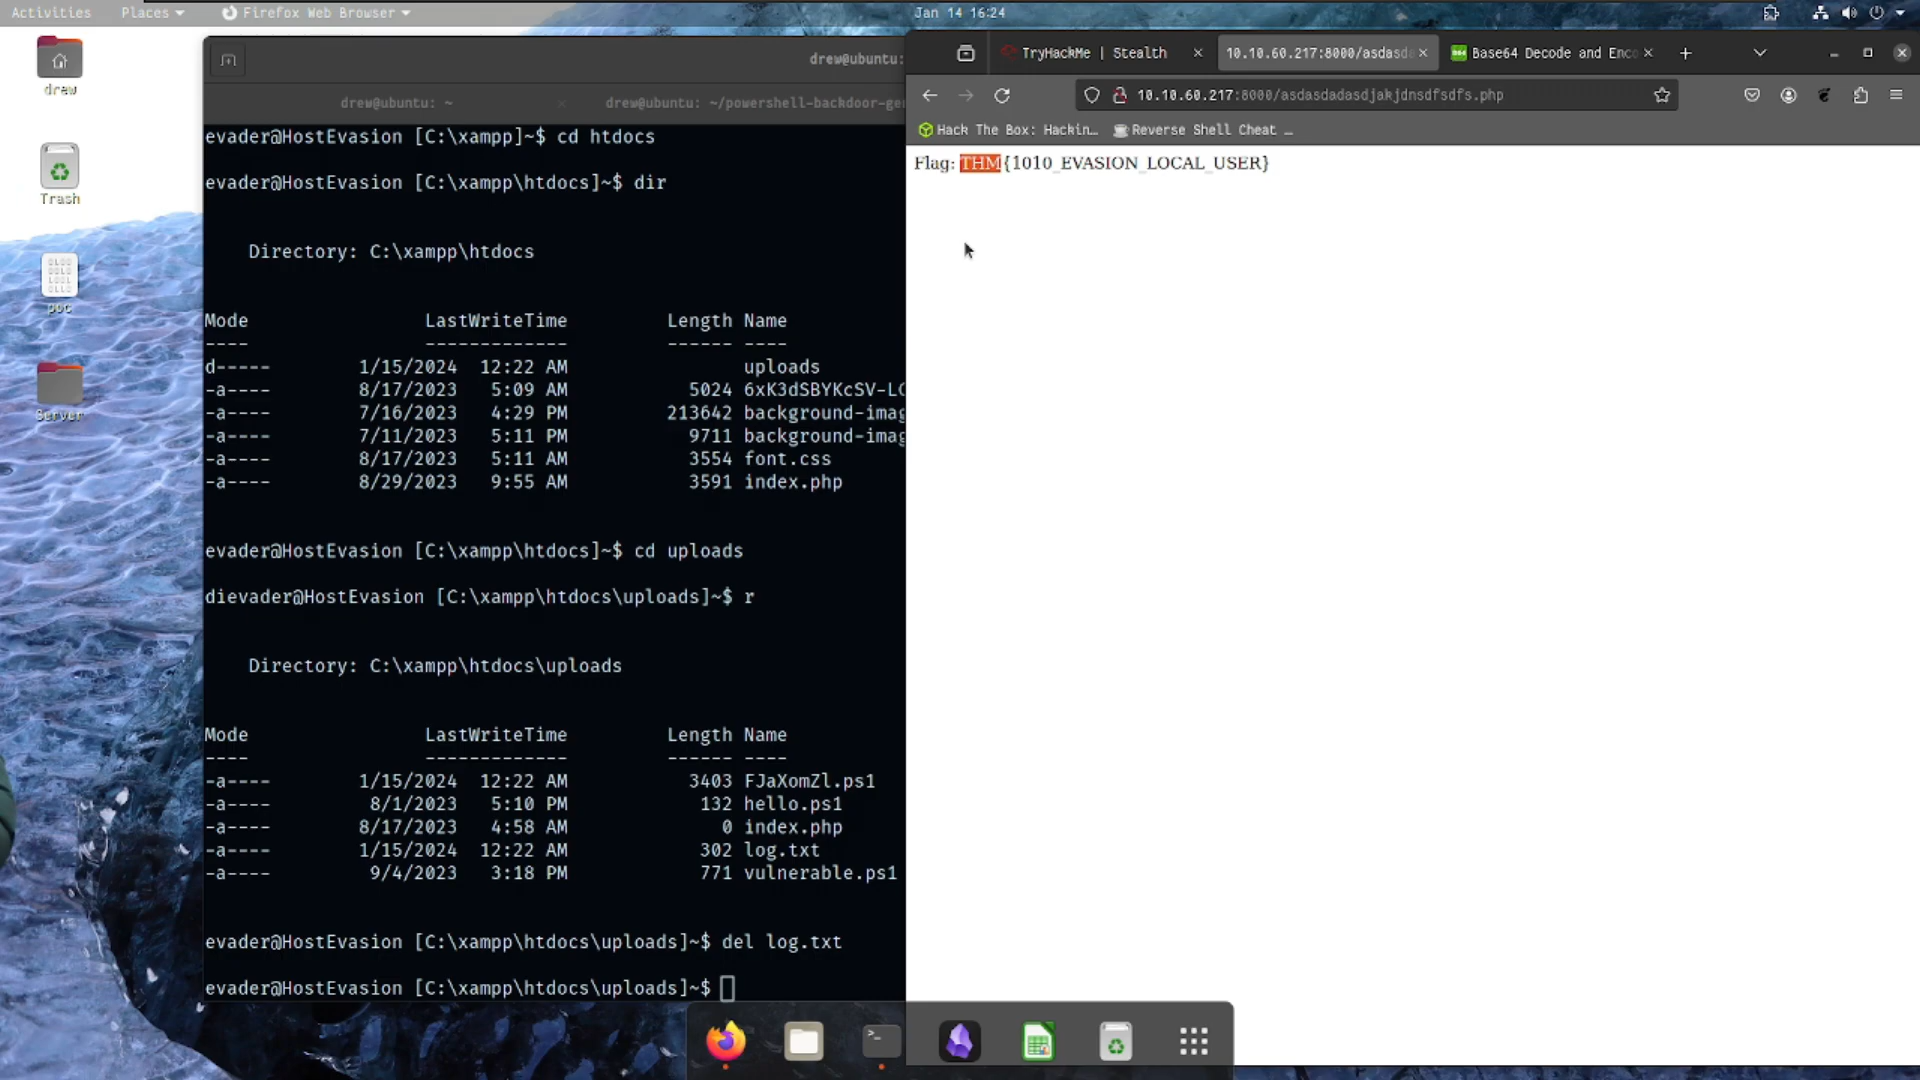 Activities Places Firefox Web Browser Jan 14 16:24
drew
Trash
poc
Server
drew@ubuntu:
drew@ubuntu: ~ × drew@ubuntu: ~/powershell-backdoor-ge
evader@HostEvasion [C:\xampp]~$ cd htdocs
evader@HostEvasion [C:\xampp\htdocs]~$ dir
Directory: C:\xampp\htdocs
Mode LastWriteTime Length Name
---- ------------- ------ ----
d----- 1/15/2024 12:22 AM uploads
-a---- 8/17/2023 5:09 AM 5024 6xK3dSBYKcSV-LC
-a---- 7/16/2023 4:29 PM 213642 background-imag
-a---- 7/11/2023 5:11 PM 9711 background-imag
-a---- 8/17/2023 5:11 AM 3554 font.css
-a---- 8/29/2023 9:55 AM 3591 index.php
evader@HostEvasion [C:\xampp\htdocs]~$ cd uploads
dievader@HostEvasion [C:\xampp\htdocs\uploads]~$ r
Directory: C:\xampp\htdocs\uploads
Mode LastWriteTime Length Name
---- ------------- ------ ----
-a---- 1/15/2024 12:22 AM 3403 FJaXomZl.ps1
-a---- 8/1/2023 5:10 PM 132 hello.ps1
-a---- 8/17/2023 4:58 AM 0 index.php
-a---- 1/15/2024 12:22 AM 302 log.txt
-a---- 9/4/2023 3:18 PM 771 vulnerable.ps1
evader@HostEvasion [C:\xampp\htdocs\uploads]~$ del log.txt
evader@HostEvasion [C:\xampp\htdocs\uploads]~$
TryHackMe | Stealth × 10.10.60.217:8000/asdasd × Base64 Decode and Enc ×
10.10.60.217:8000/asdasdadasdjakjdnsdfsdfs.php
Hack The Box: Hackin… Reverse Shell Cheat …
Flag: THM{1010_EVASION_LOCAL_USER}